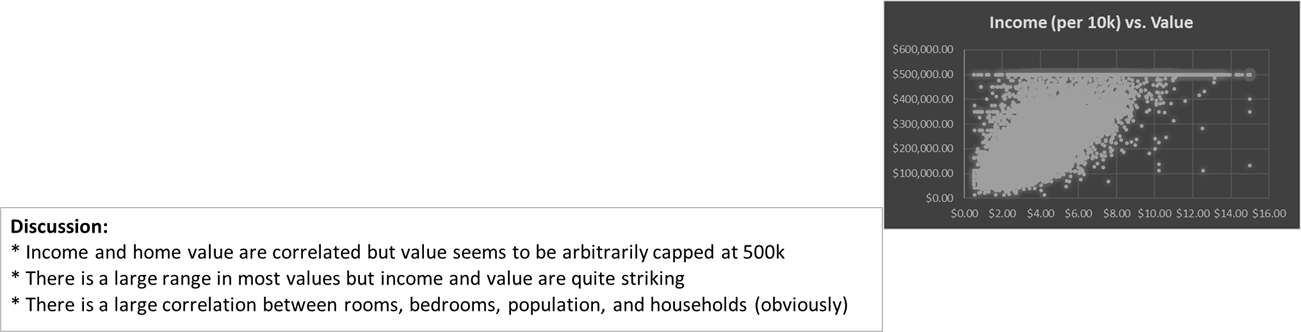 Income (per 10k) vs. Value
$600,000.00
$500,000.00
$400,000.00
$300,000.00
$200,000.00
$100,000.00
$0.00
$0.00 $2.00 $4.00 $6.00 $8.00 $10.00 $12.00 $14.00 $16.00
Discussion:
* Income and home value are correlated but value seems to be arbitrarily capped at 500k
* There is a large range in most values but income and value are quite striking
* There is a large correlation between rooms, bedrooms, population, and households (obviously)